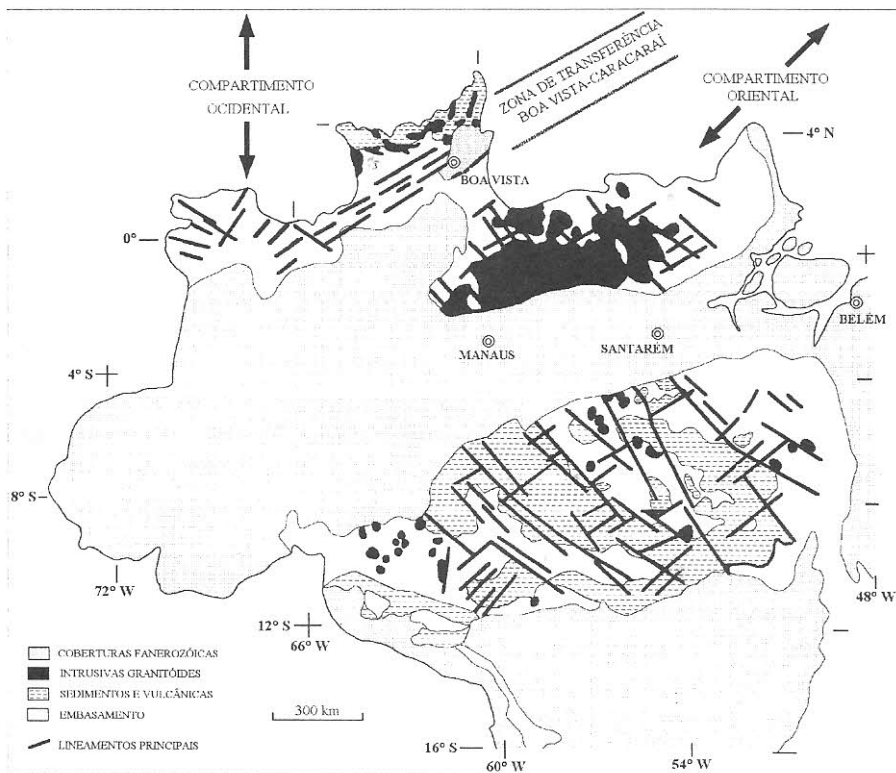 COMPARTIMENTO
OCIDENTAL
ZONA DE TRANSFERÊNCIA
BOA VISTA-CARACARAÍ
COMPARTIMENTO
ORIENTAL
4° N
BOA VISTA
0°
BELÉM
MANAUS
SANTARÉM
4° S
8° S
72° W
48° W
12° S
66° W
COBERTURAS FANEROZÓICAS
INTRUSIVAS GRANITÓIDES
SEDIMENTOS E VULCÂNICAS
EMBASAMENTO
LINEAMENTOS PRINCIPAIS
300 km
16° S
60° W
54° W